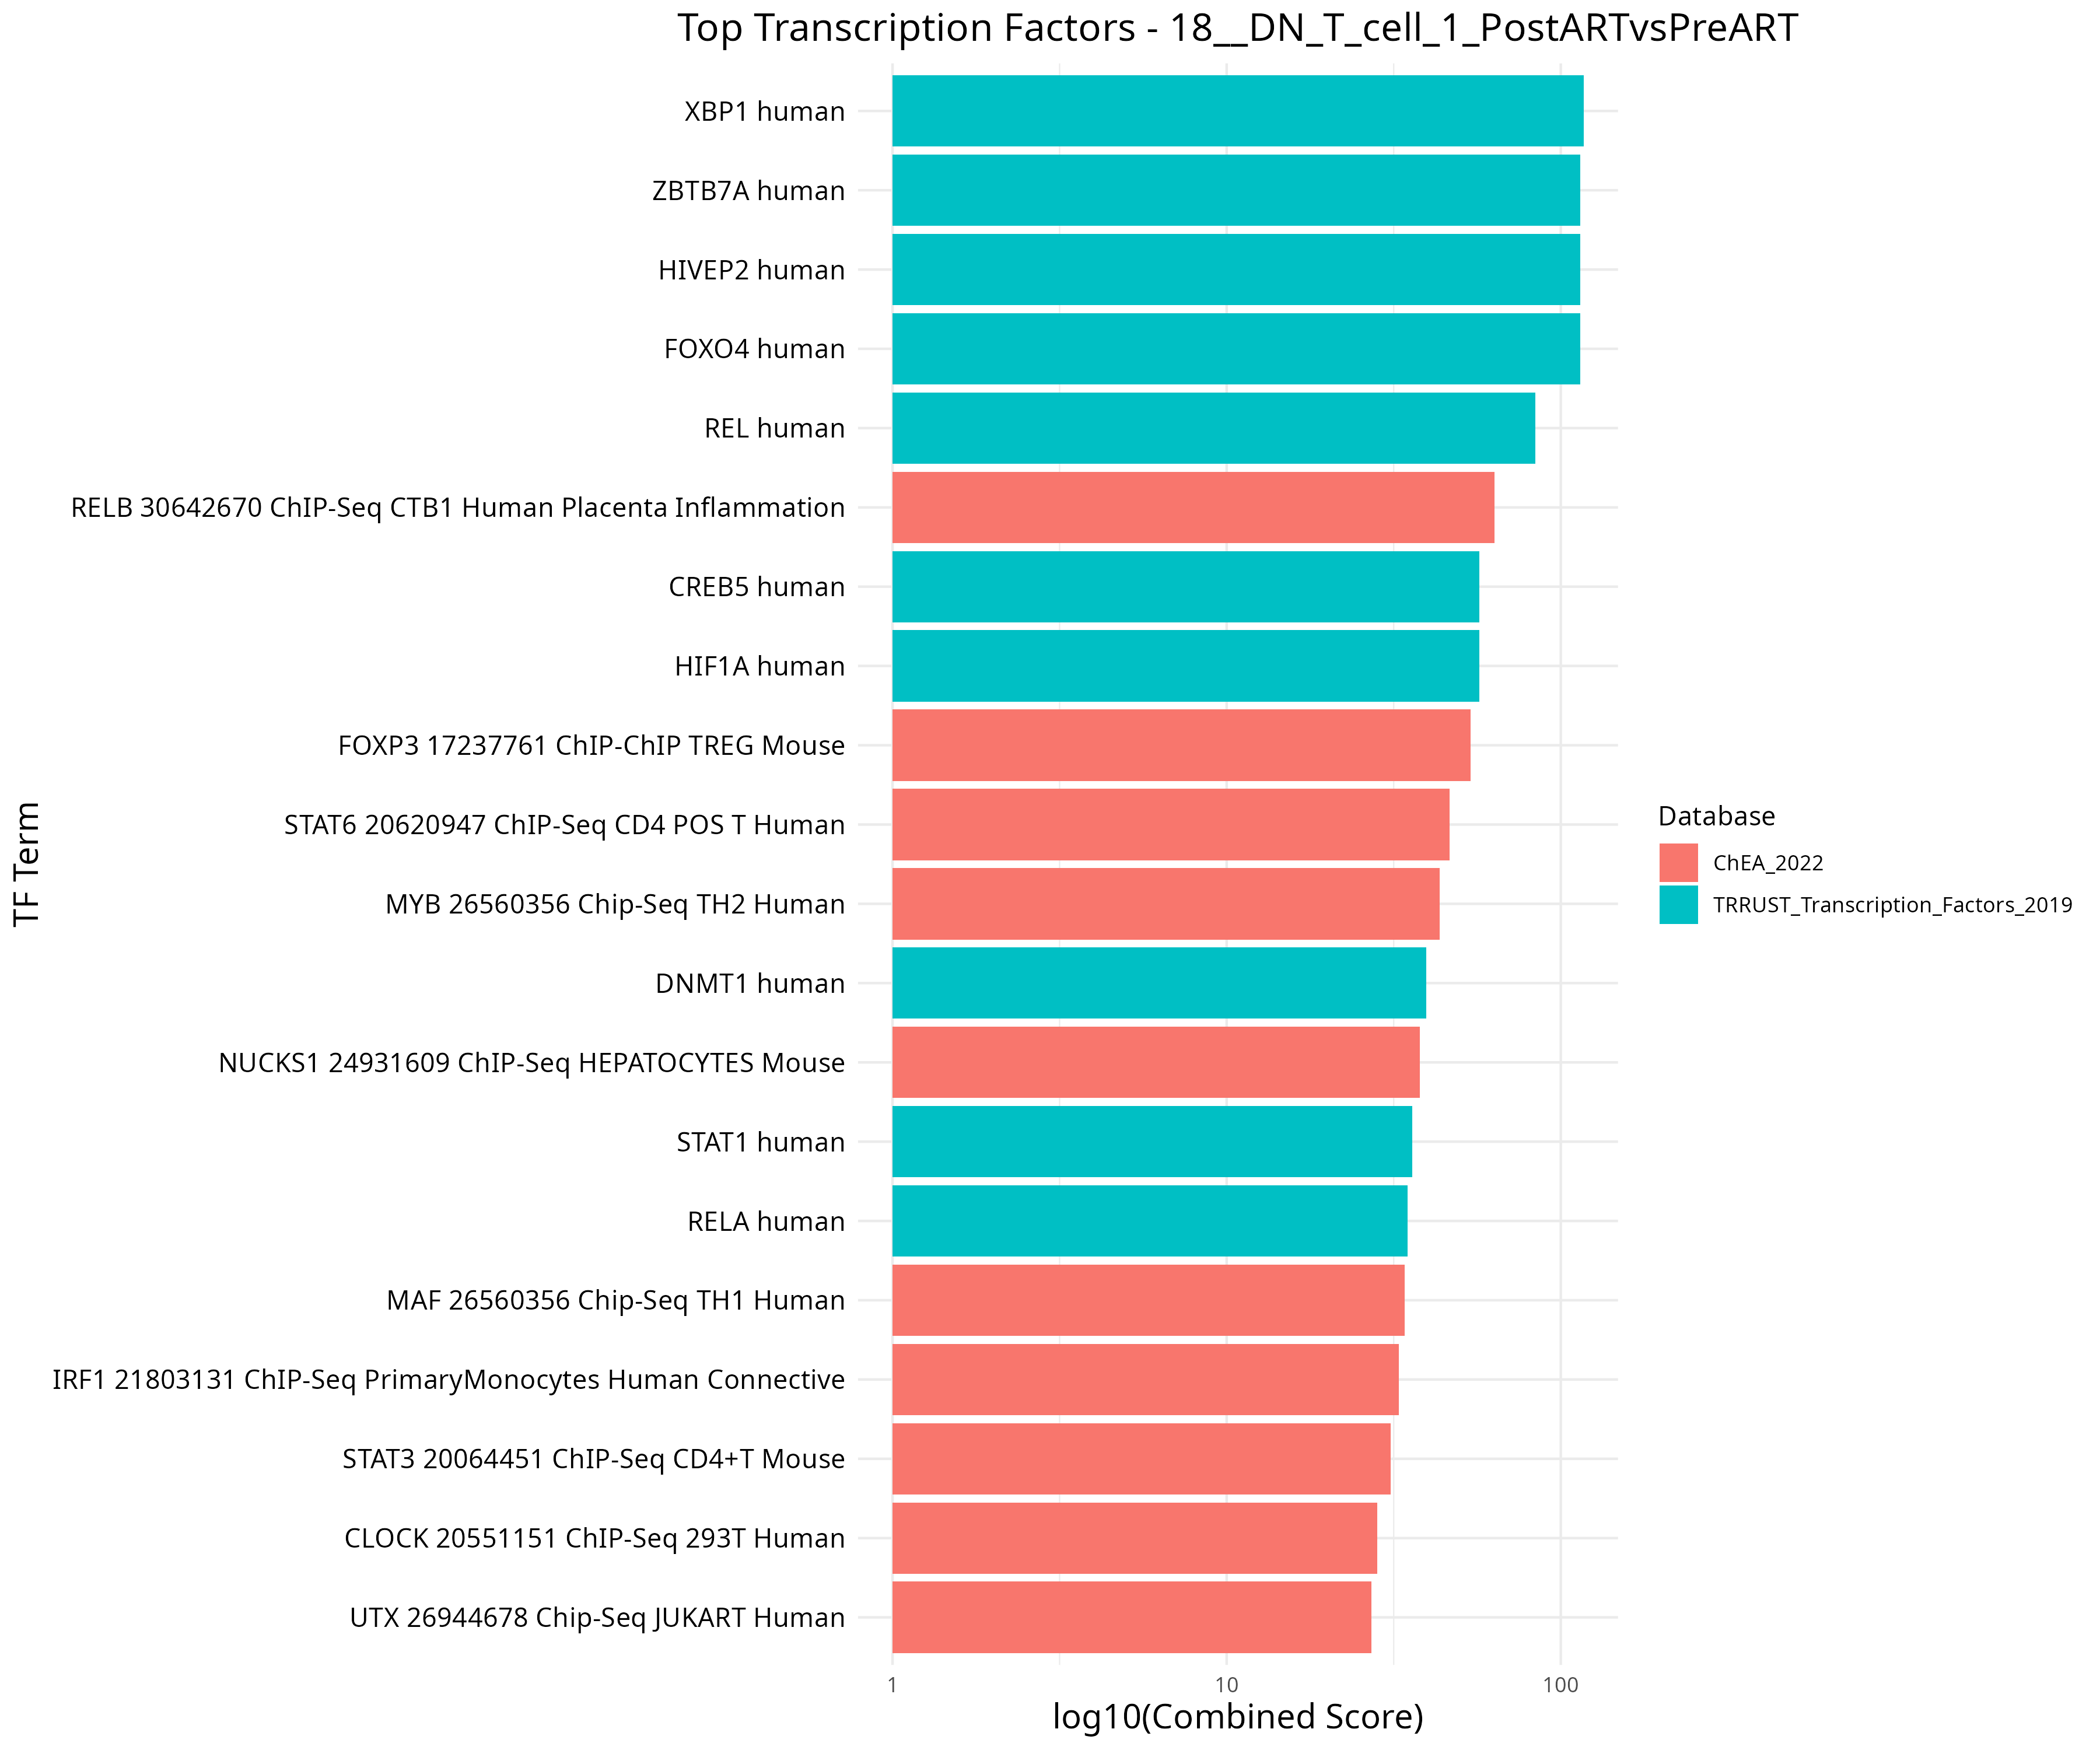 Top Transcription Factors - 18__DN_T_cell_1_PostARTvsPreART
XBP1 human
ZBTB7A human
HIVEP2 human
FOXO4 human
REL human
RELB 30642670 ChIP-Seq CTB1 Human Placenta Inflammation
CREB5 human
HIF1A human
FOXP3 17237761 ChIP-ChIP TREG Mouse
STAT6 20620947 ChIP-Seq CD4 POS T Human
MYB 26560356 Chip-Seq TH2 Human
DNMT1 human
NUCKS1 24931609 ChIP-Seq HEPATOCYTES Mouse
STAT1 human
RELA human
MAF 26560356 Chip-Seq TH1 Human
IRF1 21803131 ChIP-Seq PrimaryMonocytes Human Connective
STAT3 20064451 ChIP-Seq CD4+T Mouse
CLOCK 20551151 ChIP-Seq 293T Human
UTX 26944678 Chip-Seq JUKART Human
TF Term
1
10
100
log10(Combined Score)
Database
ChEA_2022
TRRUST_Transcription_Factors_2019